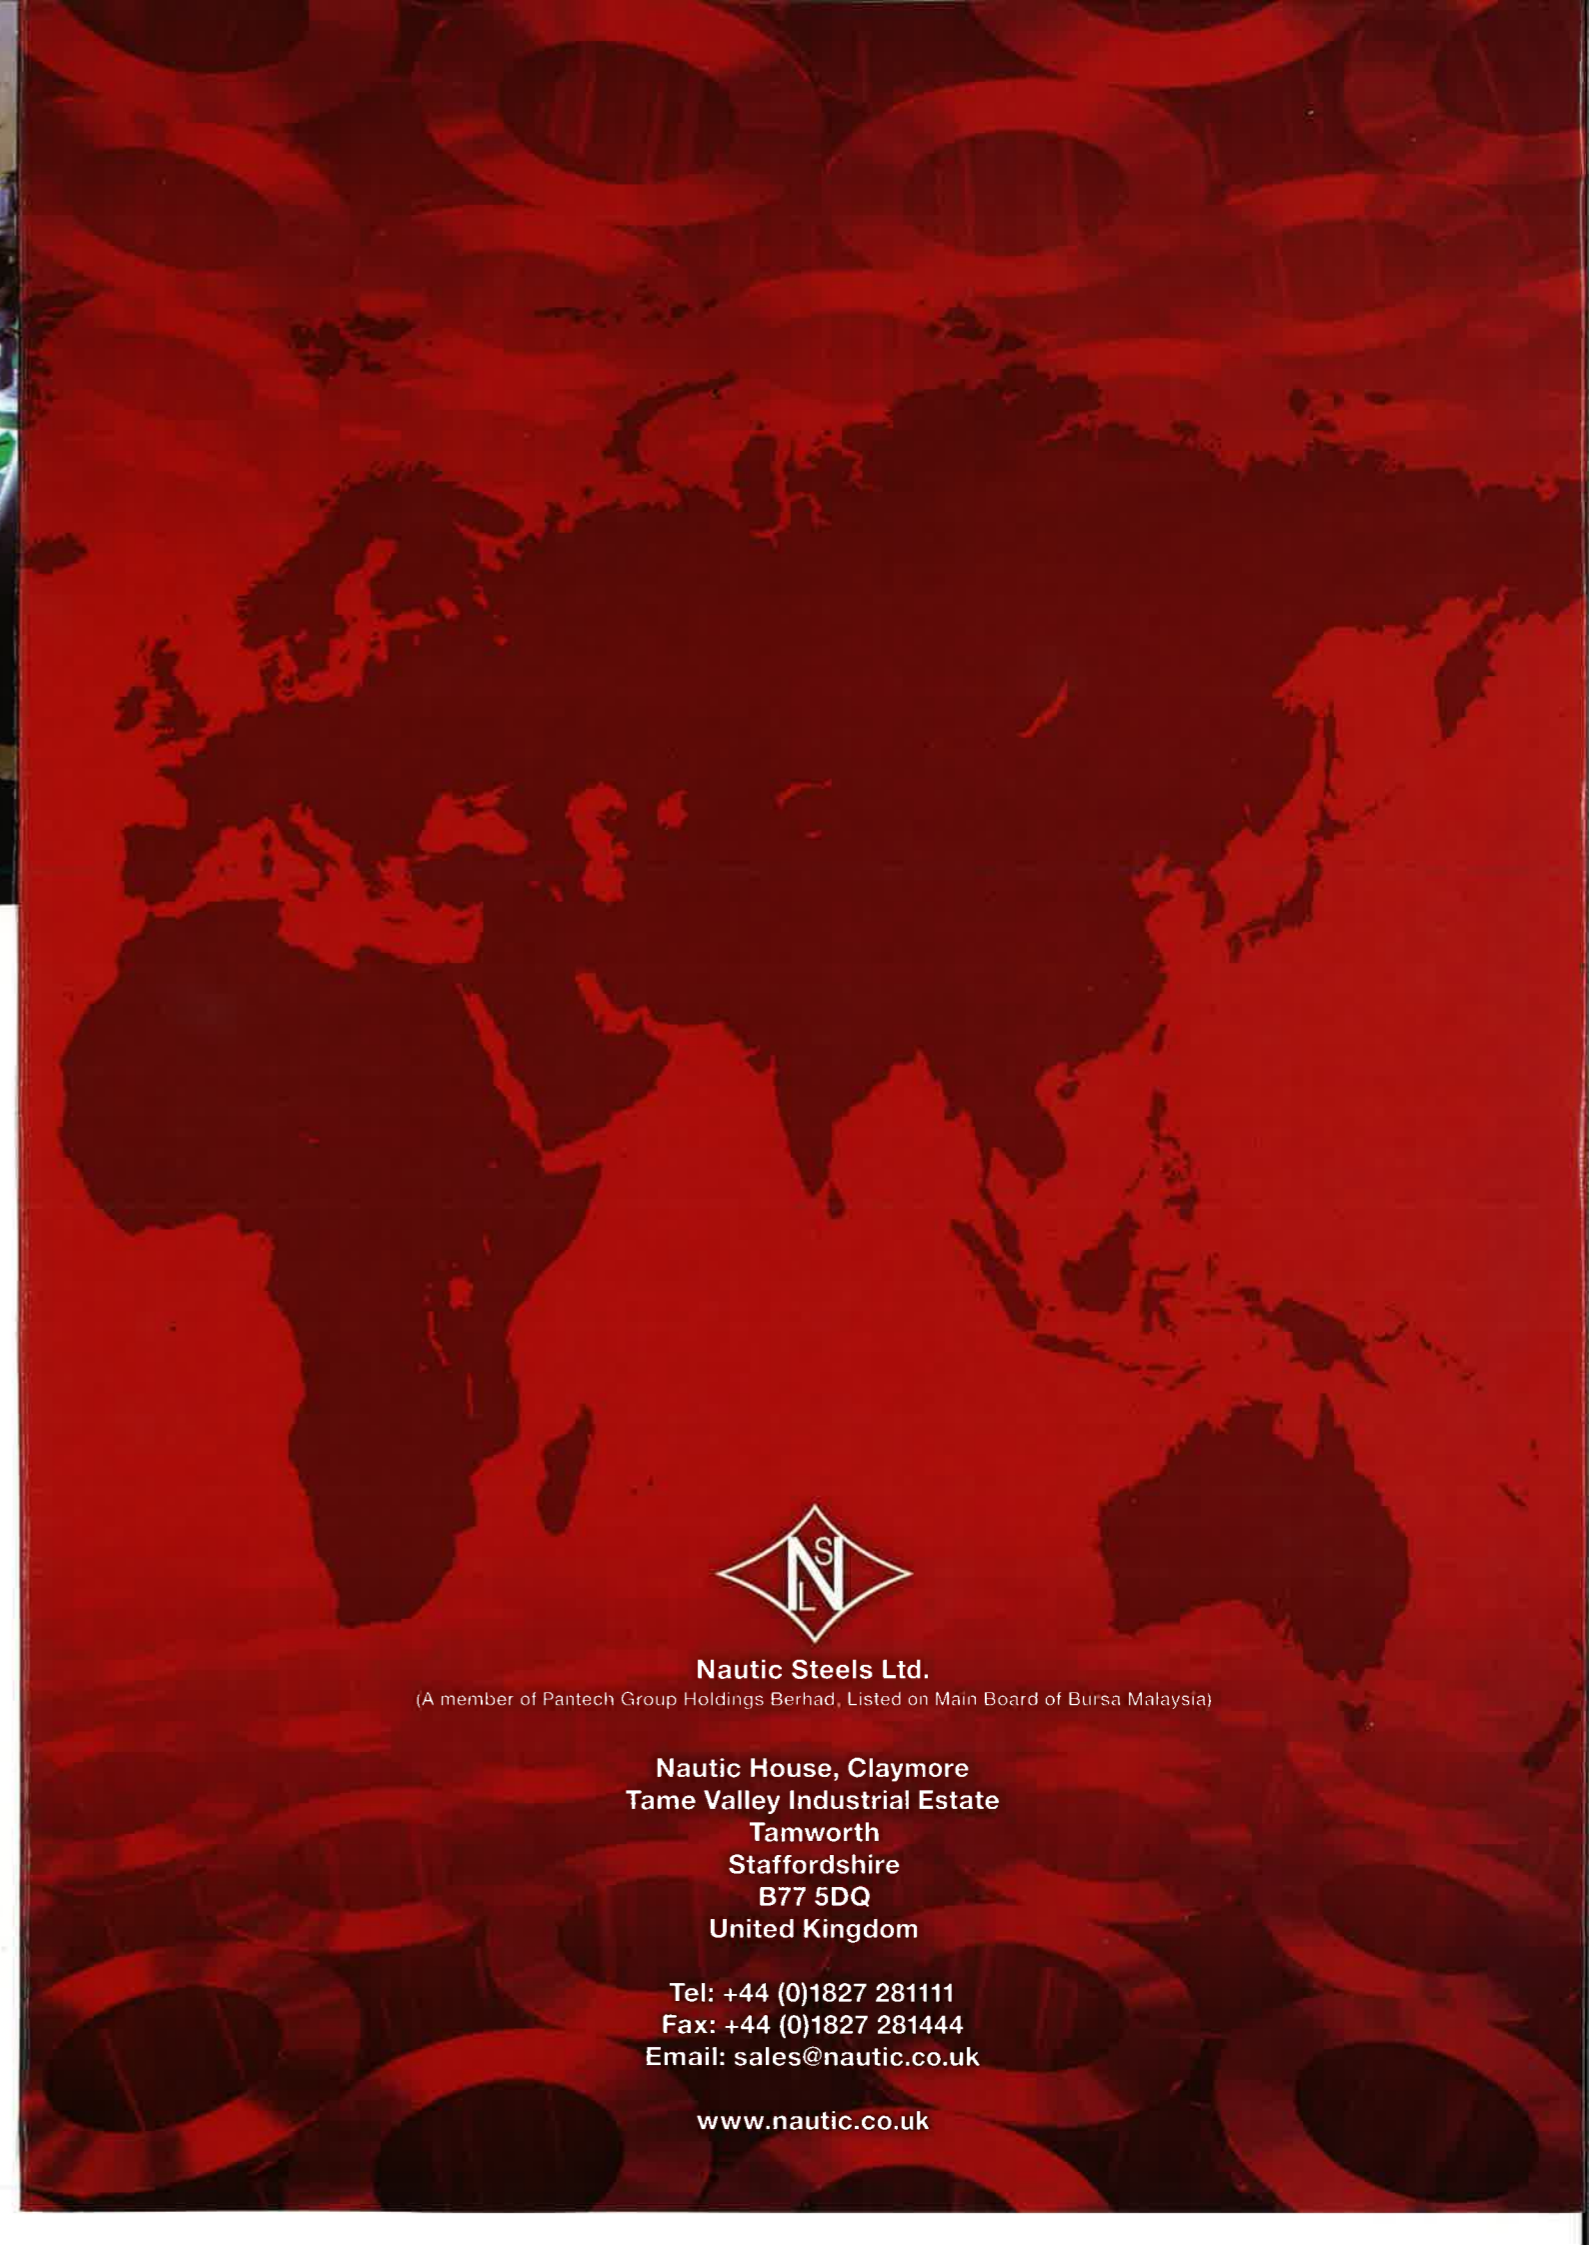 N
S
L
Nautic Steels Ltd.
(A member of Pantech Group Holdings Berhad, Listed on Main Board of Bursa Malaysia)
Nautic House, Claymore
Tame Valley Industrial Estate
Tamworth
Staffordshire
B77 5DQ
United Kingdom
Tel: +44 (0)1827 281111
Fax: +44 (0)1827 281444
Email: sales@nautic.co.uk
www.nautic.co.uk